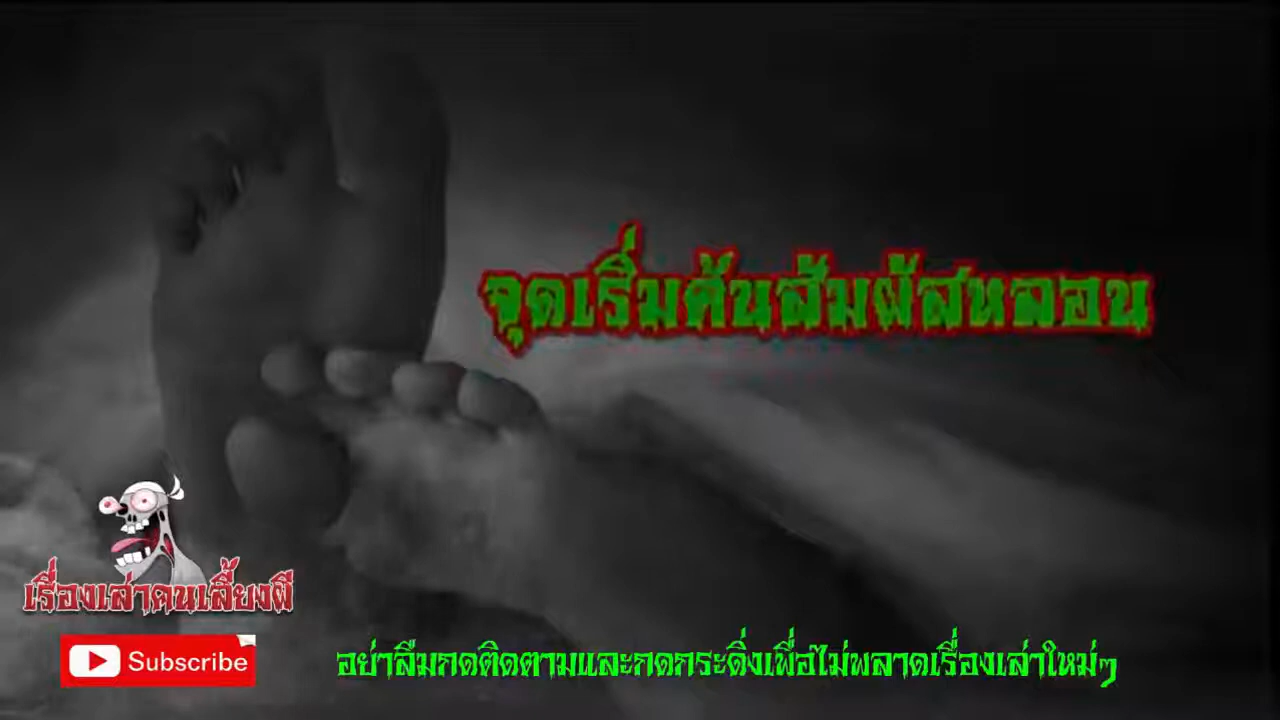 จุดเริ่มต้นสัมผัสหลอน
เรื่องเล่าคนเลี้ยงผี
Subscribe
อย่าลืมกดติดตามและกดกระดิ่งเพื่อไม่พลาดเรื่องเล่าใหม่ๆ